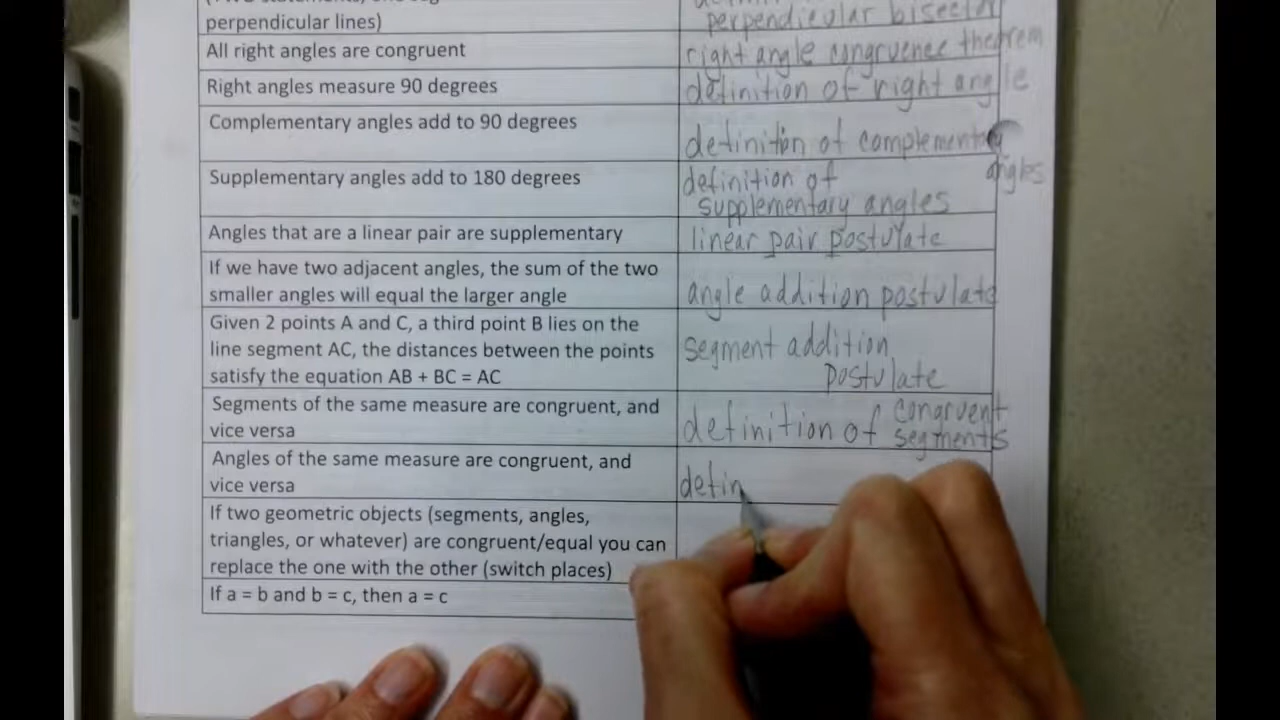 perpendicular lines)
perpendicular bisector
All right angles are congruent
right angle congruence theorem
Right angles measure 90 degrees
definition of right angle
Complementary angles add to 90 degrees
definition of complementary
angles
Supplementary angles add to 180 degrees
definition of
supplementary angles
Angles that are a linear pair are supplementary
linear pair postulate
If we have two adjacent angles, the sum of the two
smaller angles will equal the larger angle
angle addition postulate
Given 2 points A and C, a third point B lies on the
line segment AC, the distances between the points
satisfy the equation AB + BC = AC
segment addition
postulate
Segments of the same measure are congruent, and
vice versa
definition of congruent
segments
Angles of the same measure are congruent, and
vice versa
defin
If two geometric objects (segments, angles,
triangles, or whatever) are congruent/equal you can
replace the one with the other (switch places)
If a = b and b = c, then a = c